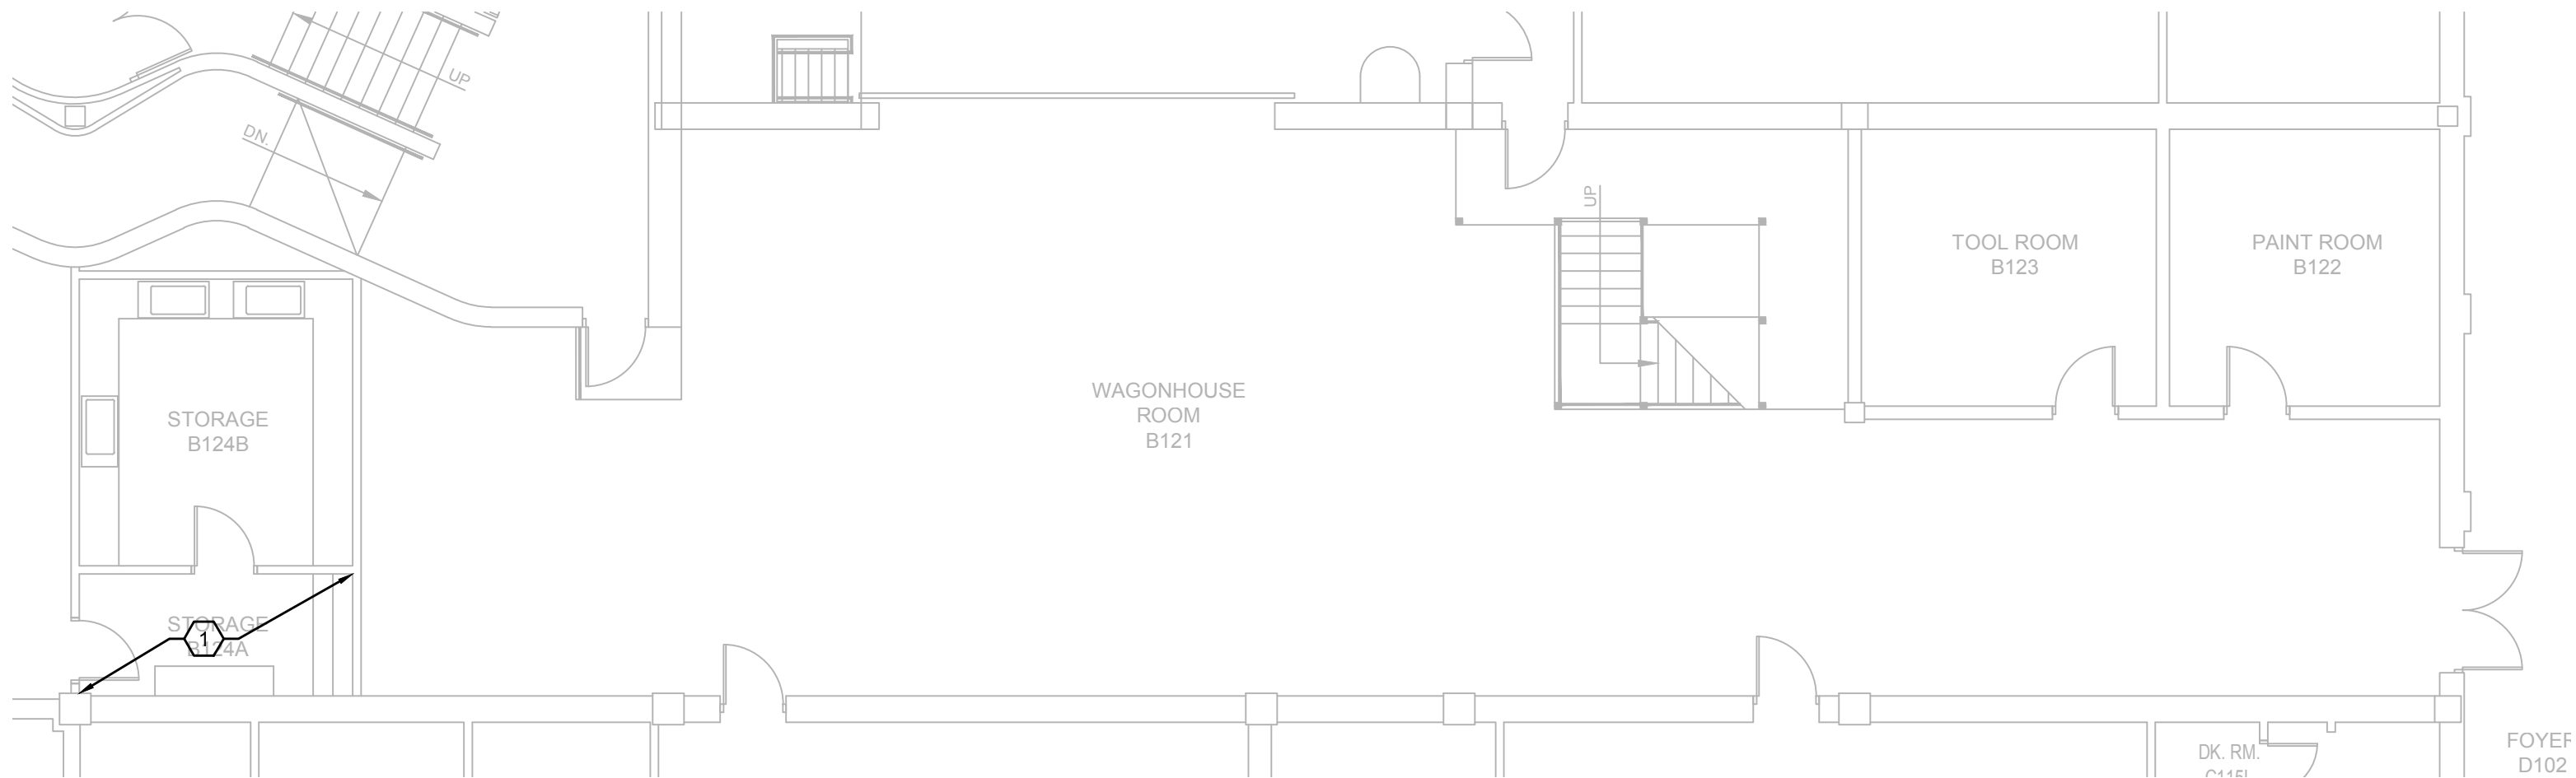 UP
DN.
UP
TOOL ROOM
B123
PAINT ROOM
B122
WAGONHOUSE
ROOM
B121
STORAGE
B124B
STORAGE
1
B124A
FOYER
D102
DK. RM.